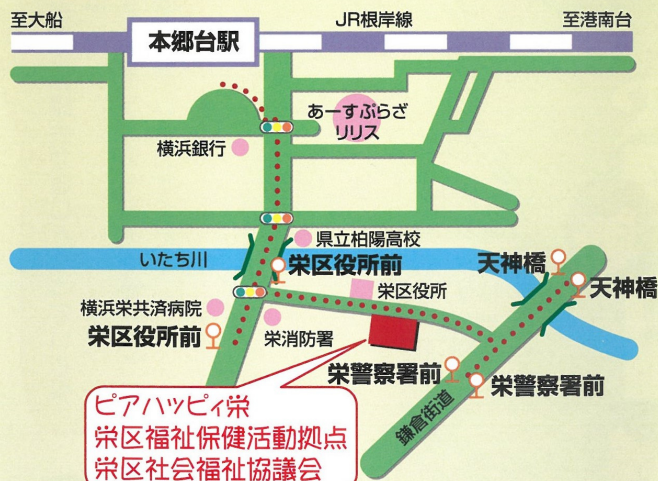 至大船
JR根岸線
至港南台
本郷台駅
あーすぷらざ
リリス
横浜銀行
県立柏陽高校
いたち川
栄区役所前
天神橋
天神橋
栄区役所
横浜栄共済病院
栄区役所前
栄消防署
栄警察署前
栄警察署前
鎌倉街道
ピアハッピィ栄
栄区福祉保健活動拠点
栄区社会福祉協議会